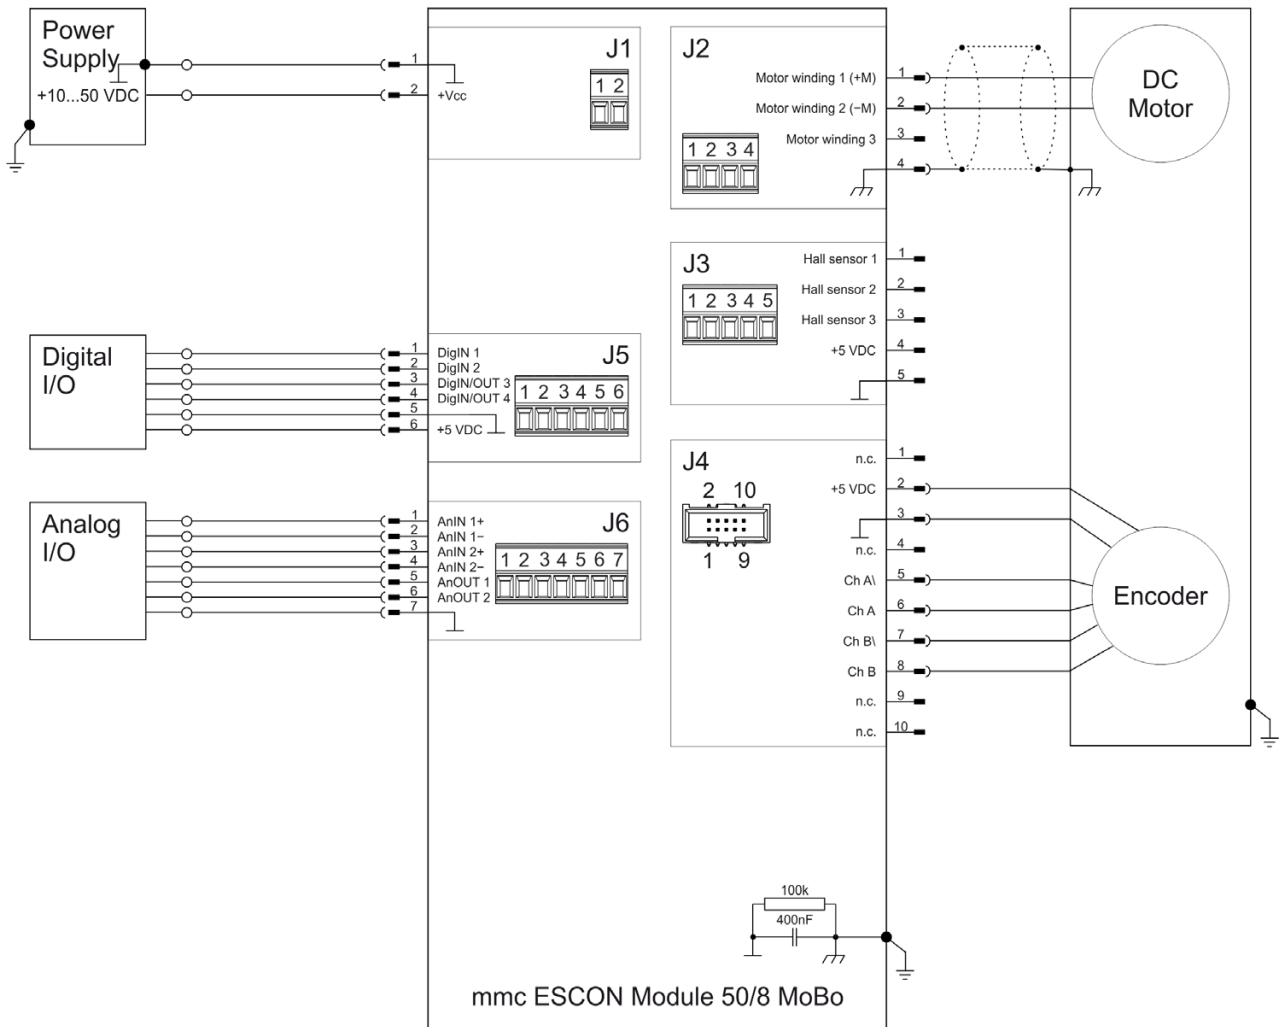 Power
Supply
+10...50 VDC
1
2
+Vcc
J1
1 2
J2
Motor winding 1 (+M)
1
Motor winding 2 (−M)
2
Motor winding 3
3
4
1 2 3 4
DC
Motor
J3
Hall sensor 1
1
Hall sensor 2
2
Hall sensor 3
3
+5 VDC
4
5
1 2 3 4 5
Digital
I/O
1
DigIN 1
2
DigIN 2
3
DigIN/OUT 3
4
DigIN/OUT 4
5
6
+5 VDC
J5
1 2 3 4 5 6
Analog
I/O
1
AnIN 1+
2
AnIN 1−
3
AnIN 2+
4
AnIN 2−
5
AnOUT 1
6
AnOUT 2
7
J6
1 2 3 4 5 6 7
J4
2 10
1 9
n.c.
1
+5 VDC
2
3
n.c.
4
Ch A\
5
Ch A
6
Ch B\
7
Ch B
8
n.c.
9
n.c.
10
Encoder
100k
400nF
mmc ESCON Module 50/8 MoBo